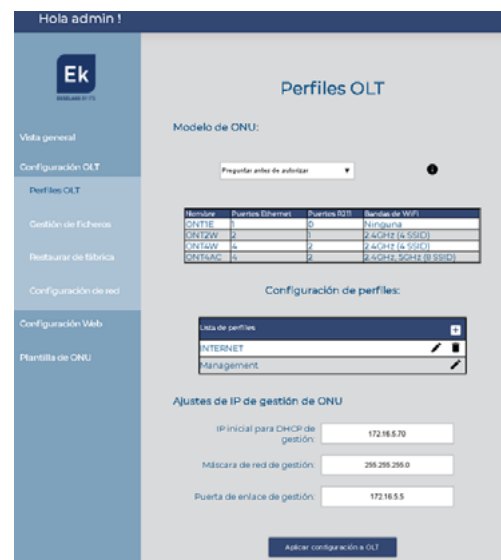 Hola admin !
Ek
Vista general
Configuración OLT
Perfiles OLT
Gestión de ficheros
Restaurar de fábrica
Configuración de red
Configuración Web
Plantilla de ONU
Perfiles OLT
Modelo de ONU:
Preguntar antes de autorizar
Nombre Puertos Ethernet Puertos RJ11 Bandas de WiFi
ONT1E 1 0 Ninguna
ONT2W 2 1 2.4GHz (4 SSID)
ONT4W 4 2 2.4GHz (4 SSID)
ONT4AC 4 2 2.4GHz, 5GHz (8 SSID)
Configuración de perfiles:
Lista de perfiles
INTERNET
Management
Ajustes de IP de gestión de ONU
IP inicial para DHCP de
gestión: 172.16.5.70
Máscara de red de gestión: 255.255.255.0
Puerta de enlace de gestión: 172.16.5.5
Aplicar configuración a OLT